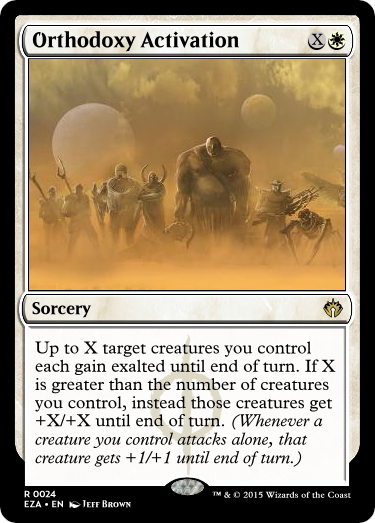 Orthodoxy Activation X
Sorcery
Up to X target creatures you control
each gain exalted until end of turn. If X
is greater than the number of creatures
you control, instead those creatures get
+X/+X until end of turn. (Whenever a
creature you control attacks alone, that
creature gets +1/+1 until end of turn.)
R 0024
EZA • EN Jeff Brown
™ & © 2015 Wizards of the Coast